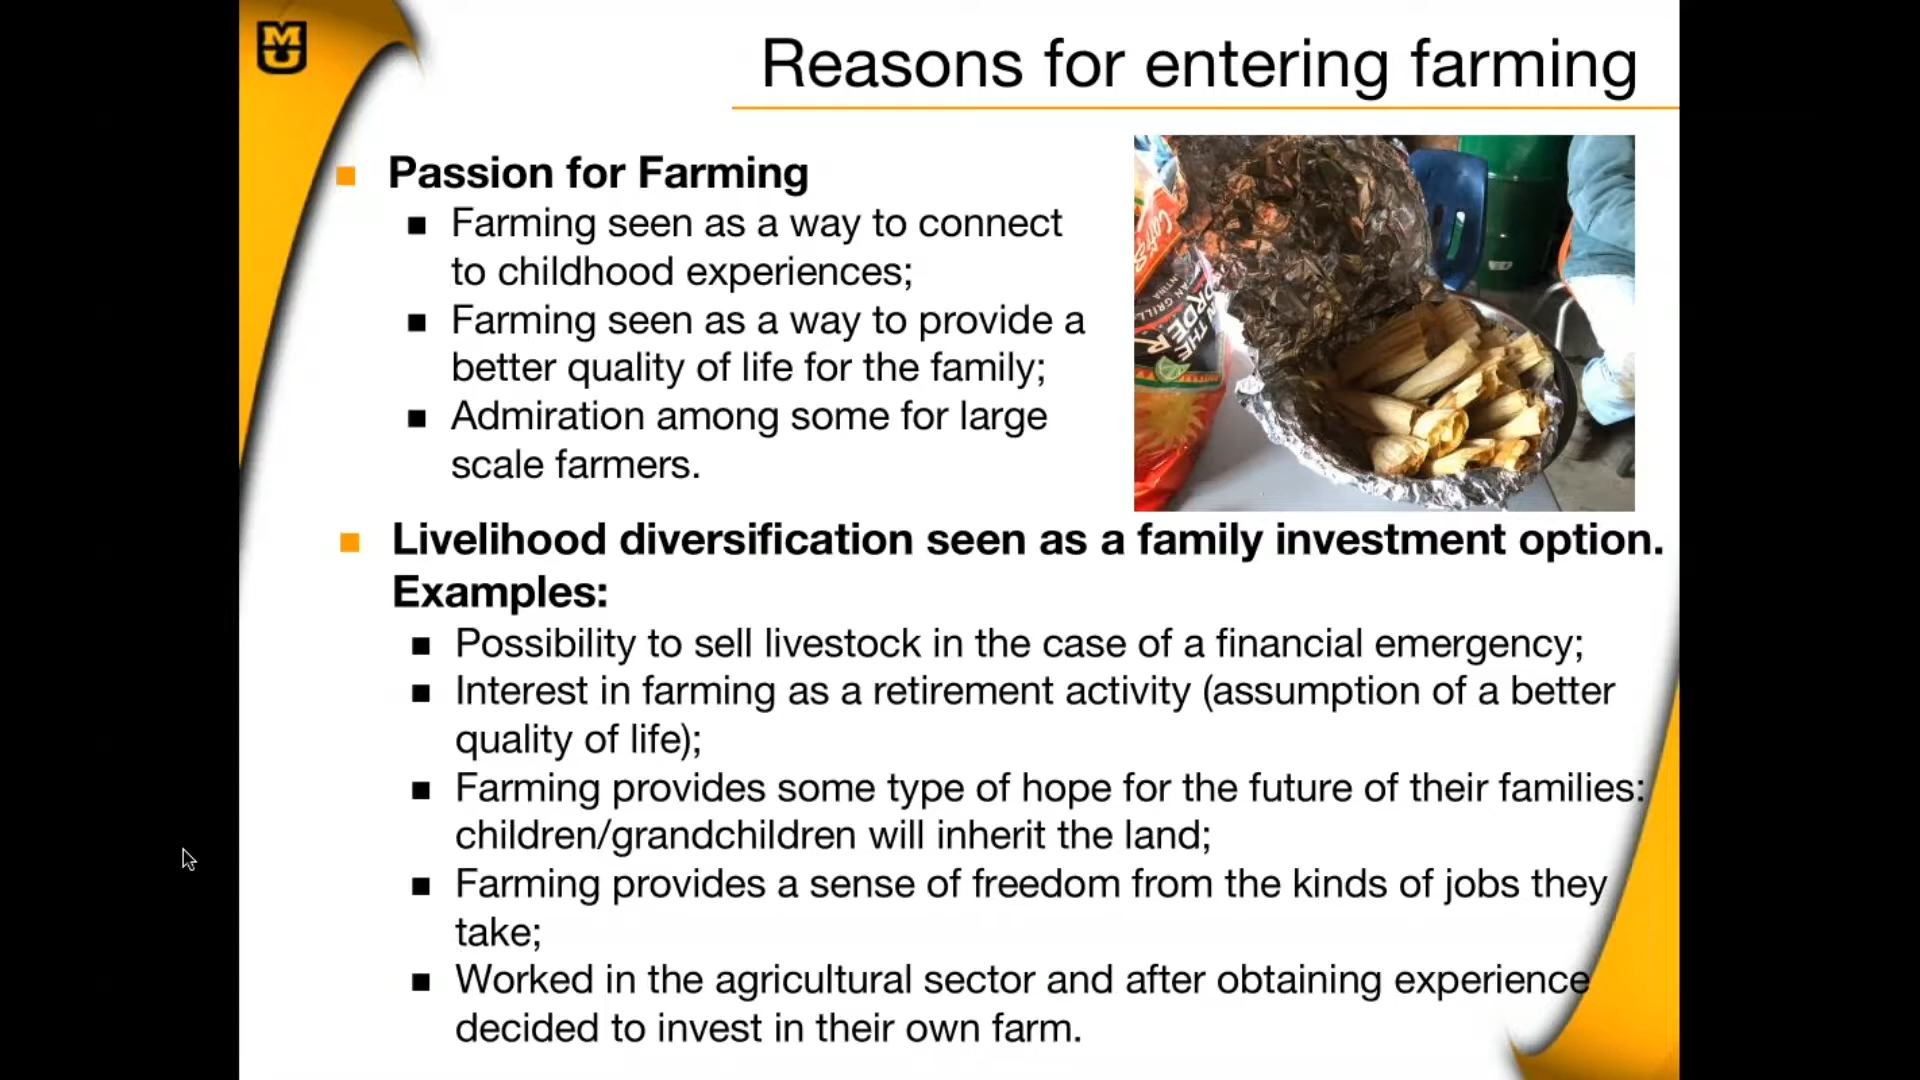 MU
Reasons for entering farming
Passion for Farming
Farming seen as a way to connect
to childhood experiences;
Farming seen as a way to provide a
better quality of life for the family;
Admiration among some for large
scale farmers.
ON THE
BORDER
Livelihood diversification seen as a family investment option.
Examples:
Possibility to sell livestock in the case of a financial emergency;
Interest in farming as a retirement activity (assumption of a better
quality of life);
Farming provides some type of hope for the future of their families:
children/grandchildren will inherit the land;
Farming provides a sense of freedom from the kinds of jobs they
take;
Worked in the agricultural sector and after obtaining experience
decided to invest in their own farm.